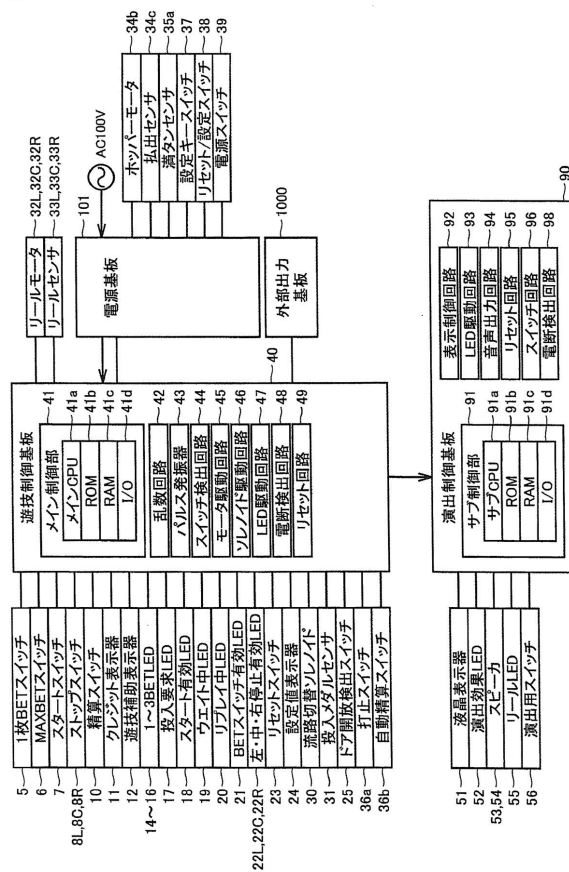 32L,32C,32R
33L,33C,33R
リールモータ
リールセンサ
AC100V
101
電源基板
ホッパーモータ
払出センサ
満タンセンサ
設定キースイッチ
リセット/設定スイッチ
電源スイッチ
34b
34c
35a
37
38
39
1000
外部出力
基板
40
遊技制御基板
41
メイン制御部
メインCPU
ROM
RAM
I/O
41a
41b
41c
41d
乱数回路
パルス発振器
スイッチ検出回路
モータ駆動回路
ソレノイド駆動回路
LED駆動回路
電断検出回路
リセット回路
42
43
44
45
46
47
48
49
5
1枚BETスイッチ
6
MAXBETスイッチ
7
スタートスイッチ
8L,8C,8R
ストップスイッチ
10
精算スイッチ
11
クレジット表示器
12
遊技補助表示器
14〜16
1〜3BETLED
17
投入要求LED
18
スタート有効LED
19
ウエイト中LED
20
リプレイ中LED
21
BETスイッチ有効LED
22L,22C,22R
左・中・右停止有効LED
23
リセットスイッチ
24
設定値表示器
30
流路切替ソレノイド
31
投入メダルセンサ
25
ドア開放検出スイッチ
36a
打止スイッチ
36b
自動精算スイッチ
90
演出制御基板
91
サブ制御部
サブCPU
ROM
RAM
I/O
91a
91b
91c
91d
表示制御回路
LED駆動回路
音声出力回路
リセット回路
スイッチ回路
電断検出回路
92
93
94
95
96
98
51
液晶表示器
52
演出効果LED
53,54
スピーカ
55
リールLED
56
演出用スイッチ